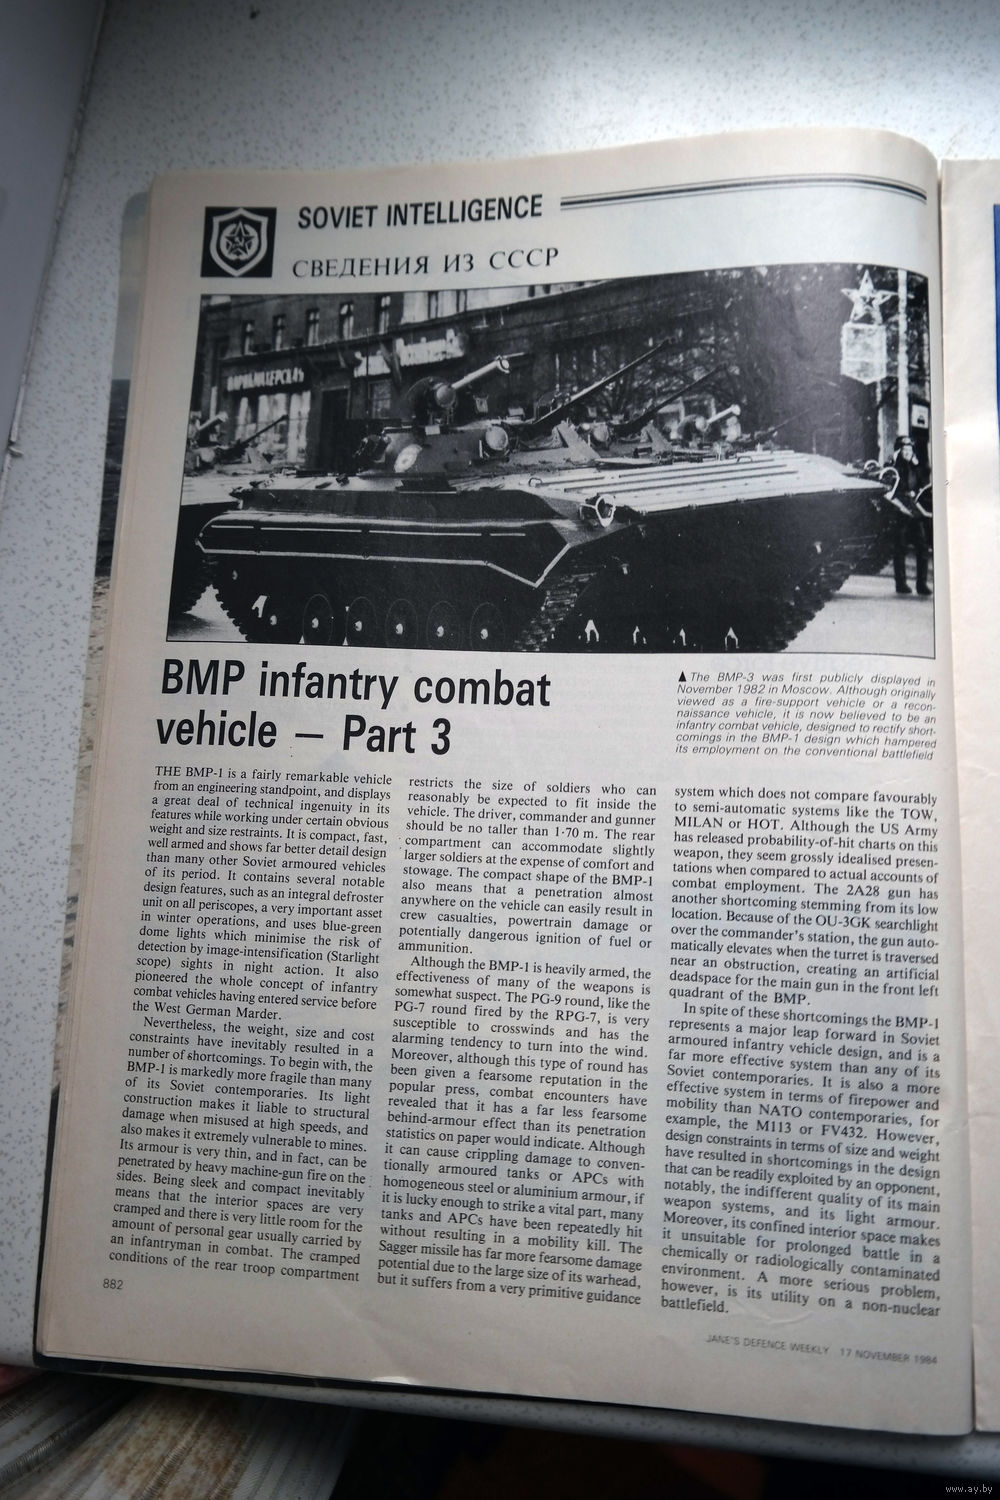 SOVIET INTELLIGENCE
СВЕДЕНИЯ ИЗ СССР
BMP infantry combat
vehicle — Part 3
▲ The BMP-3 was first publicly displayed in
November 1982 in Moscow. Although originally
viewed as a fire-support vehicle or a recon-
naissance vehicle, it is now believed to be an
infantry combat vehicle, designed to rectify short-
comings in the BMP-1 design which hampered
its employment on the conventional battlefield
THE BMP-1 is a fairly remarkable vehicle
from an engineering standpoint, and displays
a great deal of technical ingenuity in its
features while working under certain obvious
weight and size restraints. It is compact, fast,
well armed and shows far better detail design
than many other Soviet armoured vehicles
of its period. It contains several notable
design features, such as an integral defroster
unit on all periscopes, a very important asset
in winter operations, and uses blue-green
dome lights which minimise the risk of
detection by image-intensification (Starlight
scope) sights in night action. It also
pioneered the whole concept of infantry
combat vehicles having entered service before
the West German Marder.
Nevertheless, the weight, size and cost
constraints have inevitably resulted in a
number of shortcomings. To begin with, the
BMP-1 is markedly more fragile than many
of its Soviet contemporaries. Its light
construction makes it liable to structural
damage when misused at high speeds, and
also makes it extremely vulnerable to mines.
Its armour is very thin, and in fact, can be
penetrated by heavy machine-gun fire on the
sides. Being sleek and compact inevitably
means that the interior spaces are very
cramped and there is very little room for the
amount of personal gear usually carried by
an infantryman in combat. The cramped
conditions of the rear troop compartment
restricts the size of soldiers who can
reasonably be expected to fit inside the
vehicle. The driver, commander and gunner
should be no taller than 1·70 m. The rear
compartment can accommodate slightly
larger soldiers at the expense of comfort and
stowage. The compact shape of the BMP-1
also means that a penetration almost
anywhere on the vehicle can easily result in
crew casualties, powertrain damage or
potentially dangerous ignition of fuel or
ammunition.
Although the BMP-1 is heavily armed, the
effectiveness of many of the weapons is
somewhat suspect. The PG-9 round, like the
PG-7 round fired by the RPG-7, is very
susceptible to crosswinds and has the
alarming tendency to turn into the wind.
Moreover, although this type of round has
been given a fearsome reputation in the
popular press, combat encounters have
revealed that it has a far less fearsome
behind-armour effect than its penetration
statistics on paper would indicate. Although
it can cause crippling damage to conven-
tionally armoured tanks or APCs with
homogeneous steel or aluminium armour, if
it is lucky enough to strike a vital part, many
tanks and APCs have been repeatedly hit
without resulting in a mobility kill. The
Sagger missile has far more fearsome damage
potential due to the large size of its warhead,
but it suffers from a very primitive guidance
system which does not compare favourably
to semi-automatic systems like the TOW,
MILAN or HOT. Although the US Army
has released probability-of-hit charts on this
weapon, they seem grossly idealised presen-
tations when compared to actual accounts of
combat employment. The 2A28 gun has
another shortcoming stemming from its low
location. Because of the OU-3GK searchlight
over the commander's station, the gun auto-
matically elevates when the turret is traversed
near an obstruction, creating an artificial
deadspace for the main gun in the front left
quadrant of the BMP.
In spite of these shortcomings the BMP-1
represents a major leap forward in Soviet
armoured infantry vehicle design, and is a
far more effective system than any of its
Soviet contemporaries. It is also a more
effective system in terms of firepower and
mobility than NATO contemporaries, for
example, the M113 or FV432. However,
design constraints in terms of size and weight
have resulted in shortcomings in the design
that can be readily exploited by an opponent,
notably, the indifferent quality of its main
weapon systems, and its light armour.
Moreover, its confined interior space makes
it unsuitable for prolonged battle in a
chemically or radiologically contaminated
environment. A more serious problem,
however, is its utility on a non-nuclear
battlefield.
882
JANE'S DEFENCE WEEKLY 17 NOVEMBER 1984
www.ay.by